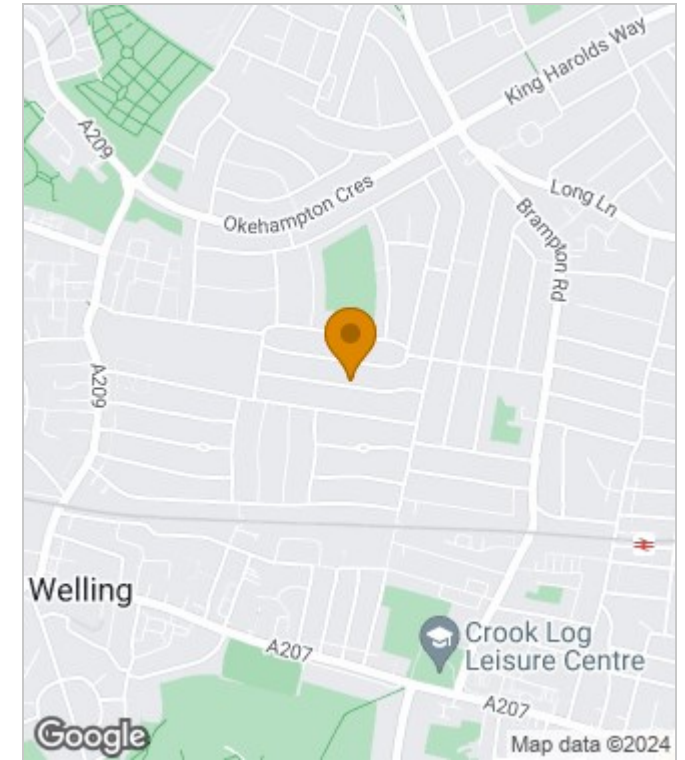 King Harolds Way
A209
Long Ln
Okehampton Cres
Brampton Rd
A209
Welling
Crook Log
Leisure Centre
A207
A207
Google
Map data ©2024